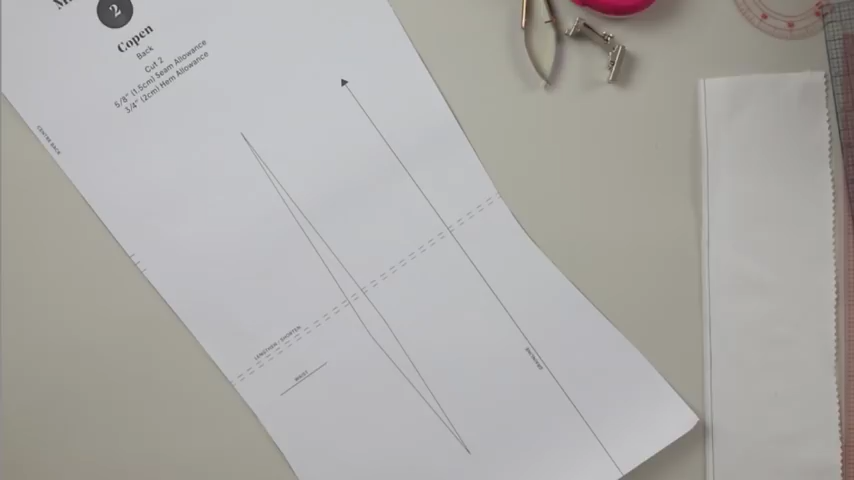 2
Copen
Back
Cut 2
5/8" (1.5cm) Seam Allowance
3/4" (2cm) Hem Allowance
CENTRE BACK
LENGTHEN / SHORTEN
WAIST
GRAINLINE